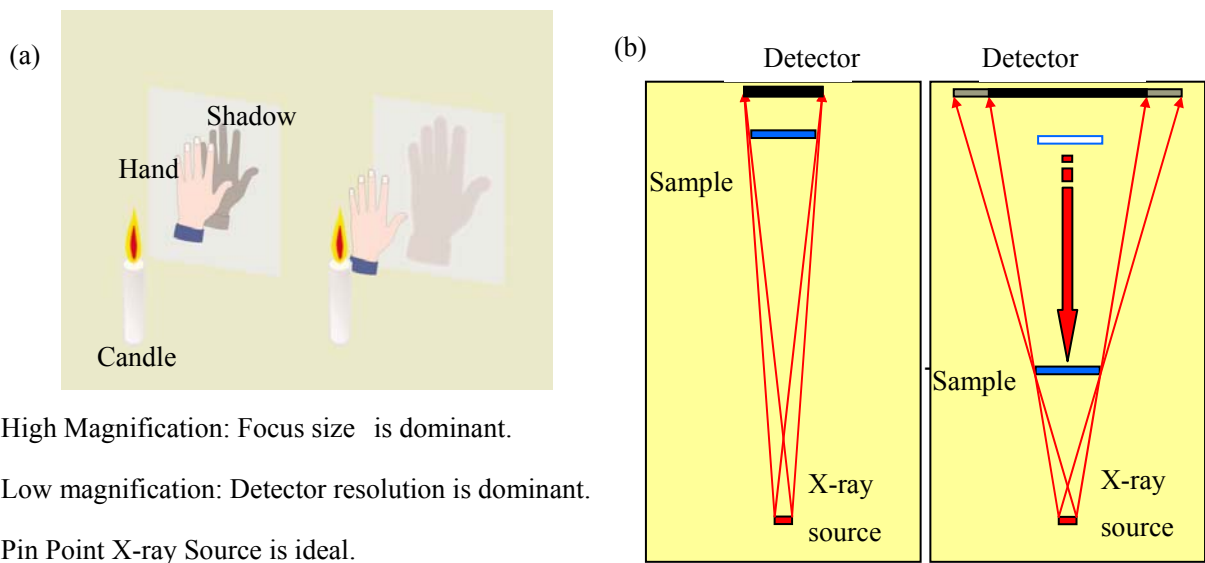 (a)
Shadow
Hand
Candle
High Magnification: Focus size is dominant.
Low magnification: Detector resolution is dominant.
Pin Point X-ray Source is ideal.
(b)
Detector
Detector
Sample
Sample
X-ray
source
X-ray
source